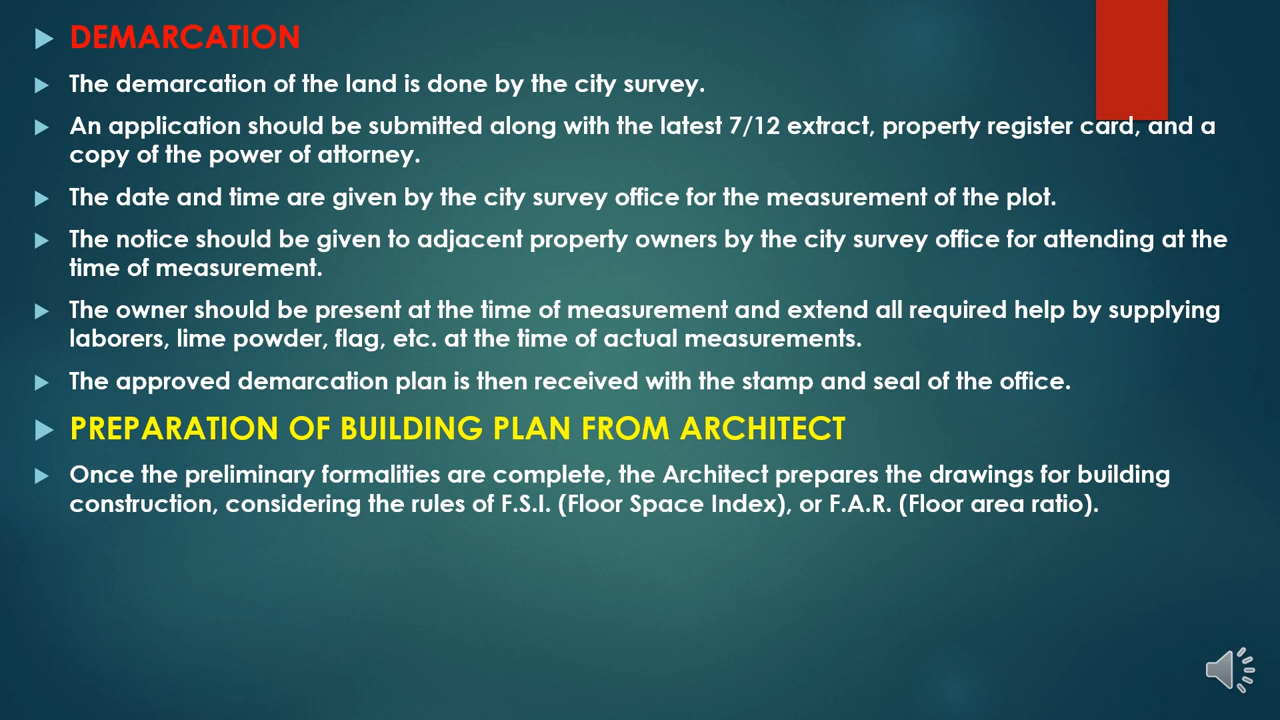 DEMARCATION
The demarcation of the land is done by the city survey.
An application should be submitted along with the latest 7/12 extract, property register card, and a
copy of the power of attorney.
The date and time are given by the city survey office for the measurement of the plot.
The notice should be given to adjacent property owners by the city survey office for attending at the
time of measurement.
The owner should be present at the time of measurement and extend all required help by supplying
laborers, lime powder, flag, etc. at the time of actual measurements.
The approved demarcation plan is then received with the stamp and seal of the office.
PREPARATION OF BUILDING PLAN FROM ARCHITECT
Once the preliminary formalities are complete, the Architect prepares the drawings for building
construction, considering the rules of F.S.I. (Floor Space Index), or F.A.R. (Floor area ratio).